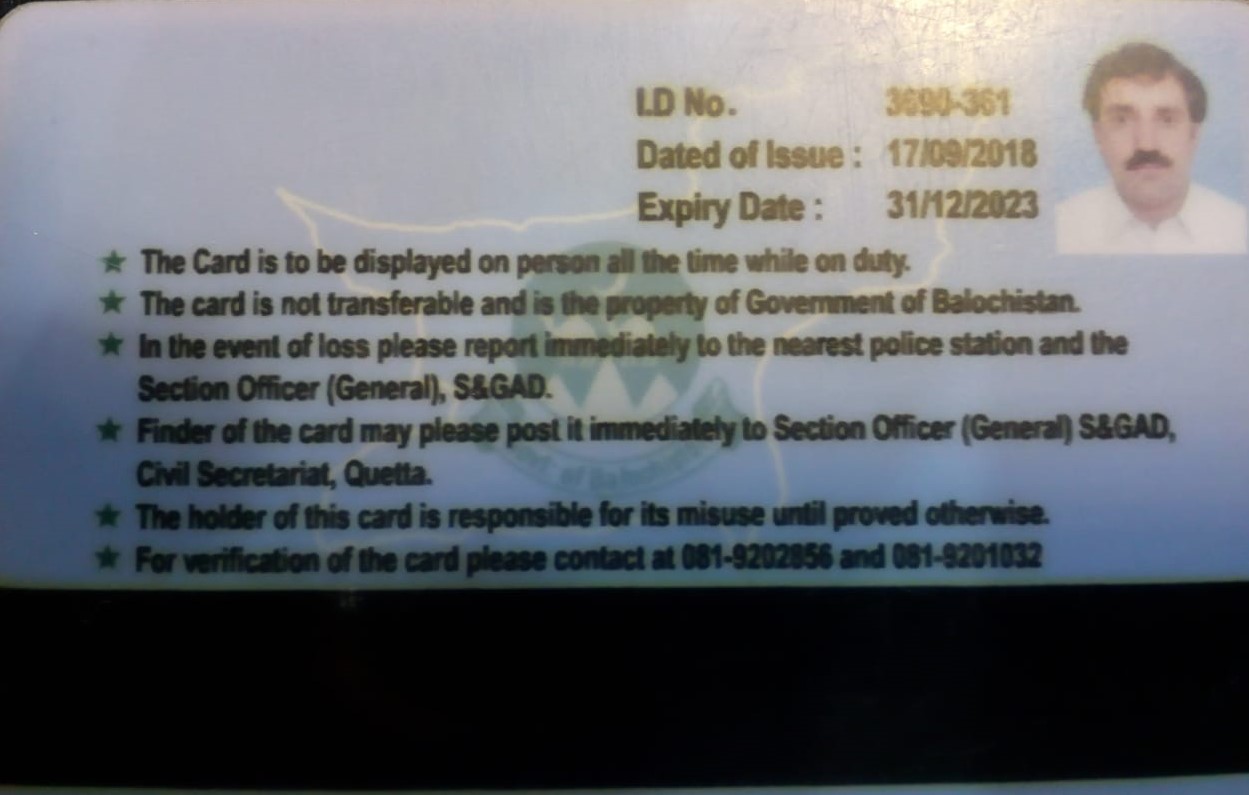 I.D No. 3690-361
Dated of Issue : 17/09/2018
Expiry Date : 31/12/2023
★ The Card is to be displayed on person all the time while on duty.
★ The card is not transferable and is the property of Government of Balochistan.
★ In the event of loss please report immediately to the nearest police station and the
Section Officer (General), S&GAD.
★ Finder of the card may please post it immediately to Section Officer (General) S&GAD,
Civil Secretariat, Quetta.
★ The holder of this card is responsible for its misuse until proved otherwise.
★ For verification of the card please contact at 081-9202856 and 081-9201032